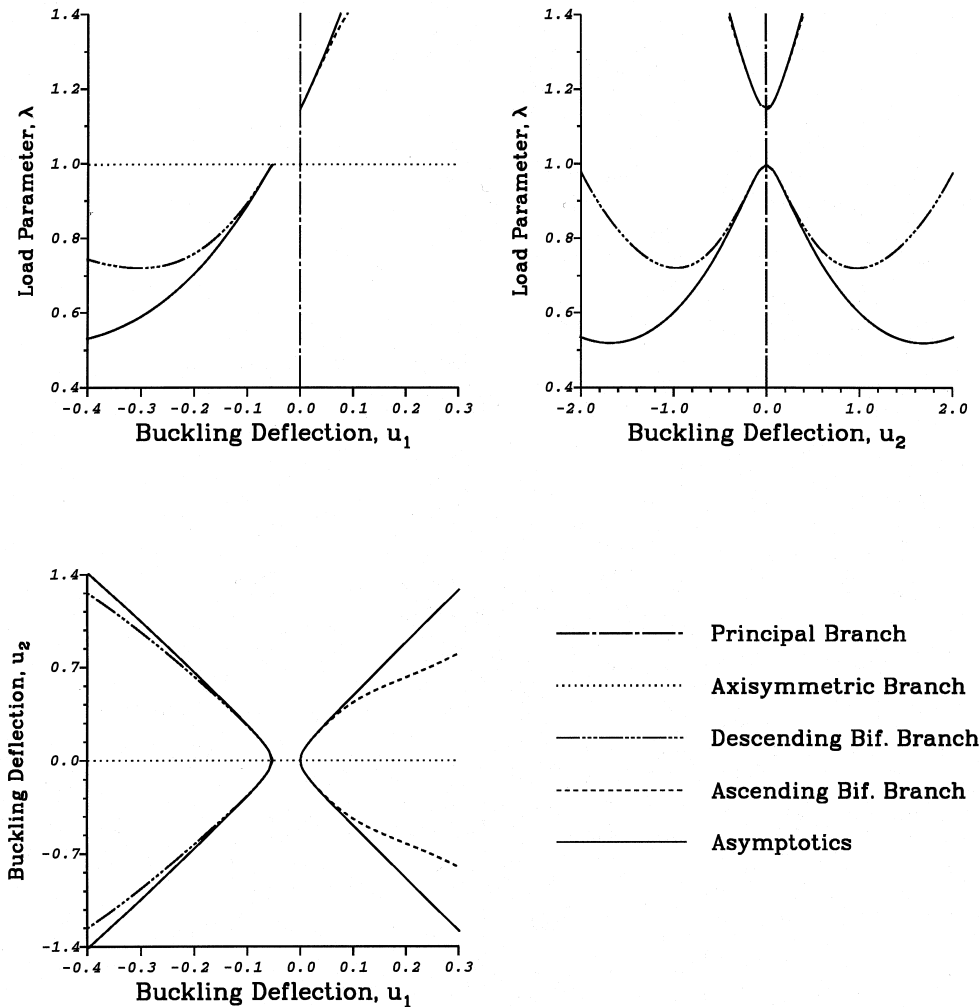 1.4
1.2
1.0
0.8
0.6
0.4
Load Parameter, λ
-0.4 -0.3 -0.2 -0.1 0.0 0.1 0.2 0.3
Buckling Deflection, u1
1.4
1.2
1.0
0.8
0.6
0.4
Load Parameter, λ
-2.0 -1.0 0.0 1.0 2.0
Buckling Deflection, u2
1.4
0.7
0.0
-0.7
-1.4
Buckling Deflection, u2
-0.4 -0.3 -0.2 -0.1 0.0 0.1 0.2 0.3
Buckling Deflection, u1
Principal Branch
Axisymmetric Branch
Descending Bif. Branch
Ascending Bif. Branch
Asymptotics